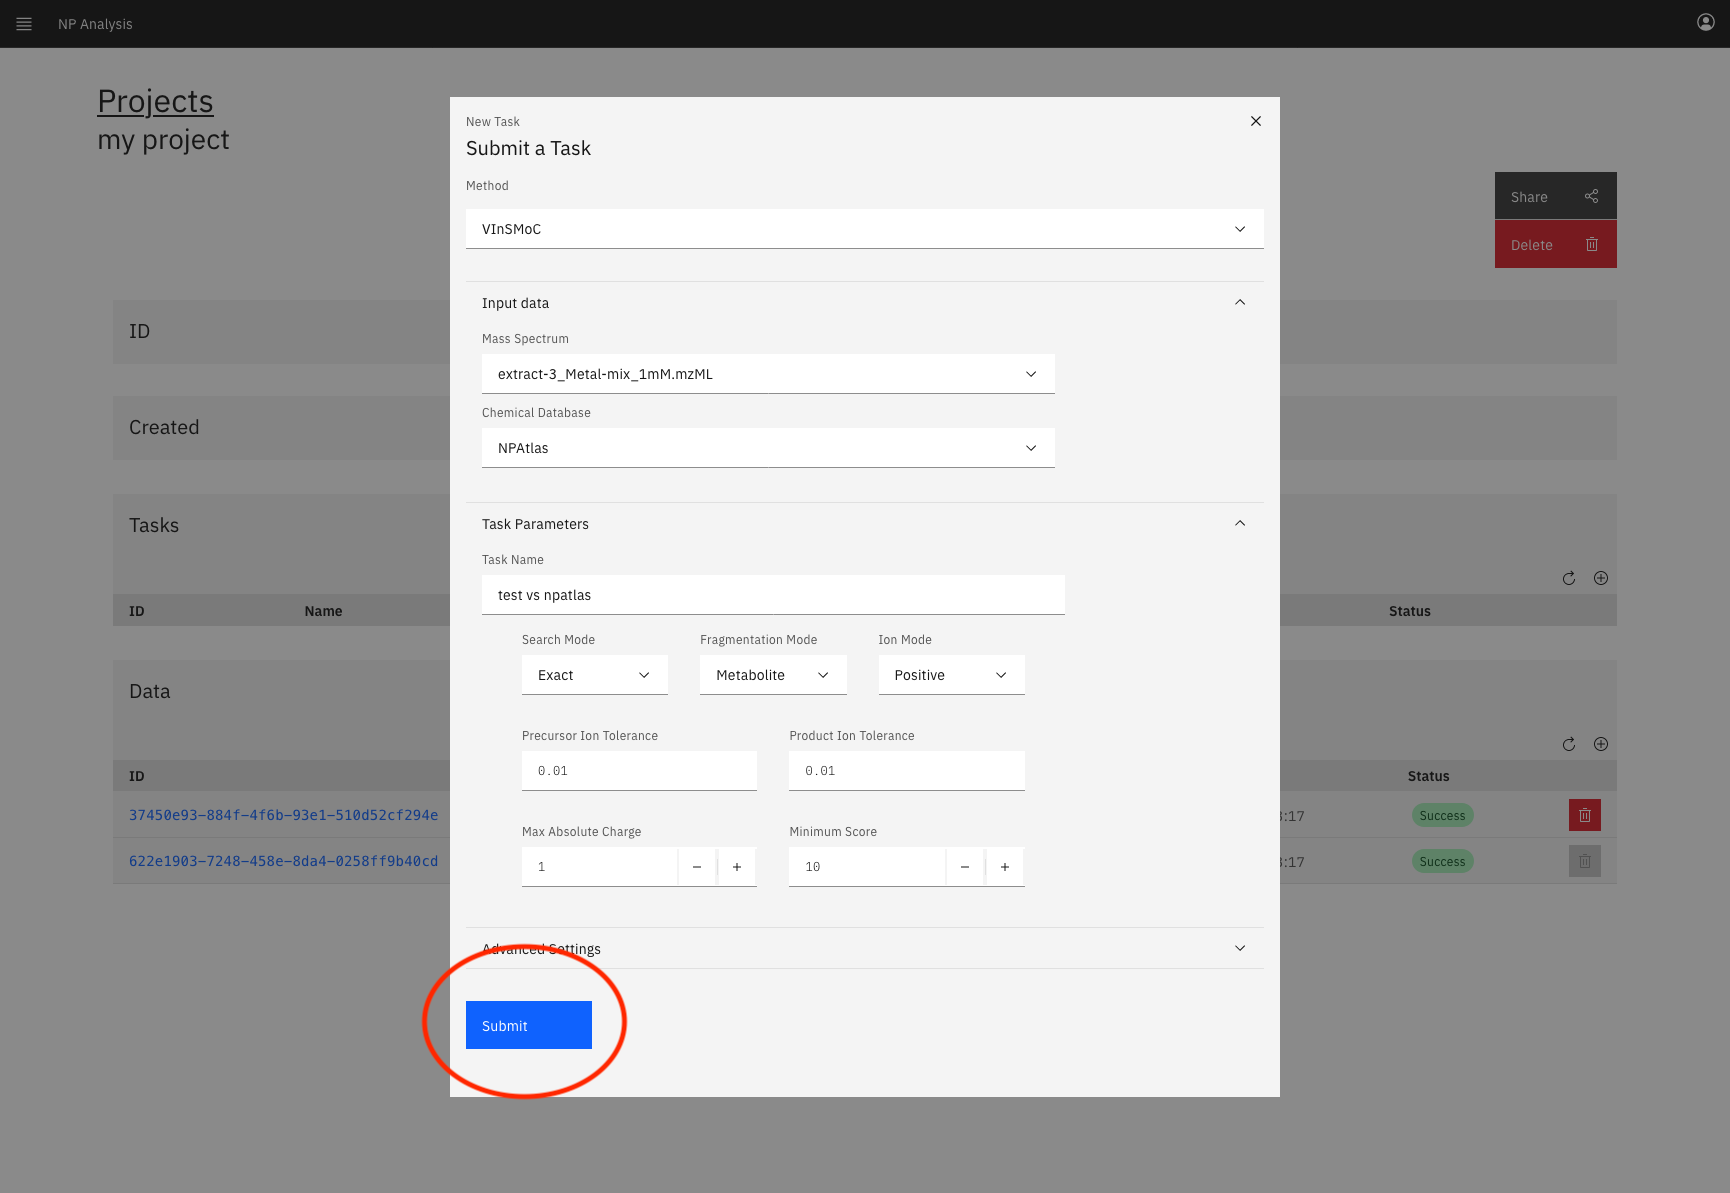 NP Analysis
Projects
my project
Share
Delete
ID
Created
Tasks
ID Name Status
Data
ID Status
37450e93-884f-4f6b-93e1-510d52cf294e :17 Success
622e1903-7248-458e-8da4-0258ff9b40cd :17 Success
New Task
Submit a Task
Method
VInSMoC
Input data
Mass Spectrum
extract-3_Metal-mix_1mM.mzML
Chemical Database
NPAtlas
Task Parameters
Task Name
test vs npatlas
Search Mode Fragmentation Mode Ion Mode
Exact Metabolite Positive
Precursor Ion Tolerance Product Ion Tolerance
0.01 0.01
Max Absolute Charge Minimum Score
1 − + 10 − +
Advanced Settings
Submit